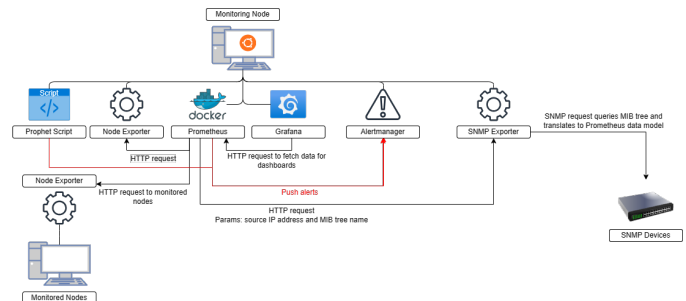 Monitoring Node
Script
</>
docker
Prophet Script
Node Exporter
Prometheus
Grafana
Alertmanager
SNMP Exporter
SNMP request queries MIB tree and
translates to Prometheus data model
HTTP request
HTTP request to fetch data for
dashboards
Node Exporter
HTTP request to monitored
nodes
Push alerts
HTTP request
Params: source IP address and MIB tree name
SNMP Devices
Monitored Nodes